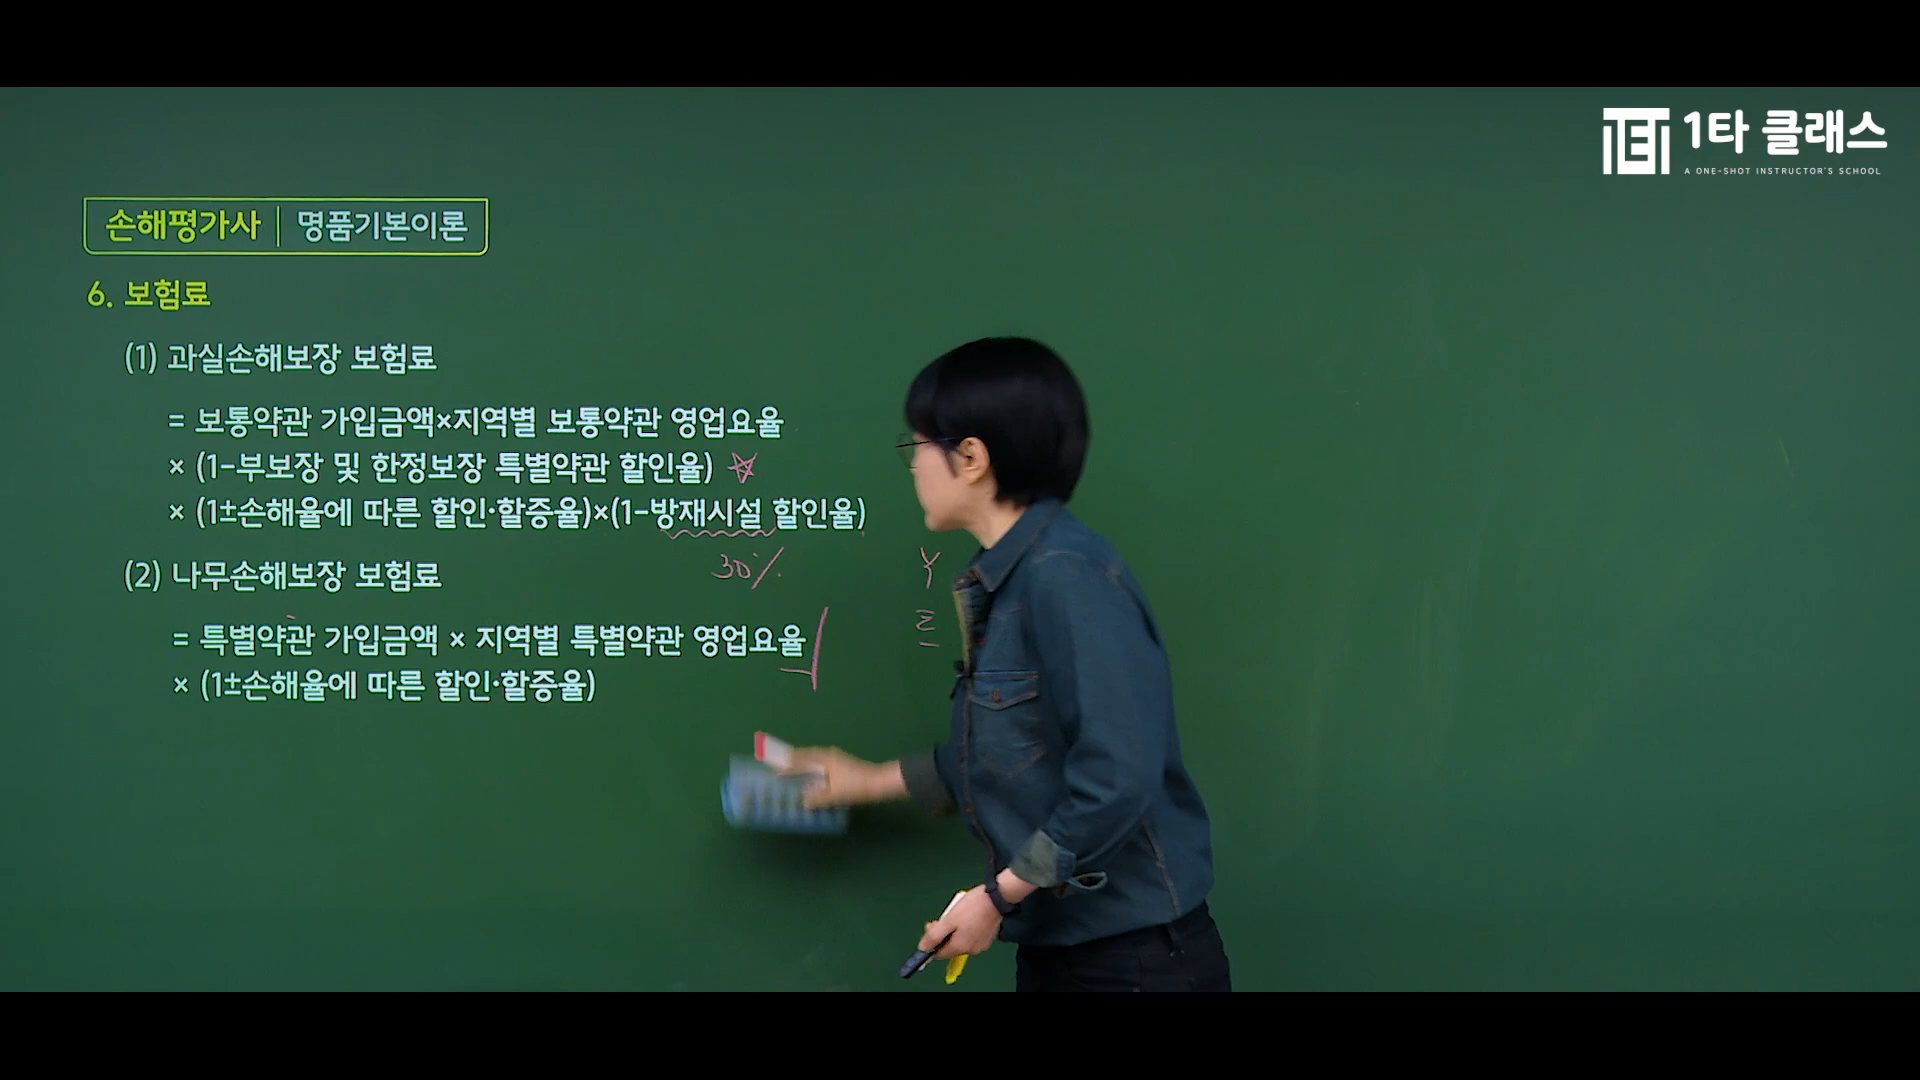 1타 클래스
A ONE-SHOT INSTRUCTOR'S SCHOOL
손해평가사 | 명품기본이론
6. 보험료
(1) 과실손해보장 보험료
= 보통약관 가입금액×지역별 보통약관 영업요율
× (1-부보장 및 한정보장 특별약관 할인율) ☆
× (1±손해율에 따른 할인·할증율)×(1-방재시설 할인율)
30%
(2) 나무손해보장 보험료
= 특별약관 가입금액 × 지역별 특별약관 영업요율
× (1±손해율에 따른 할인·할증율)